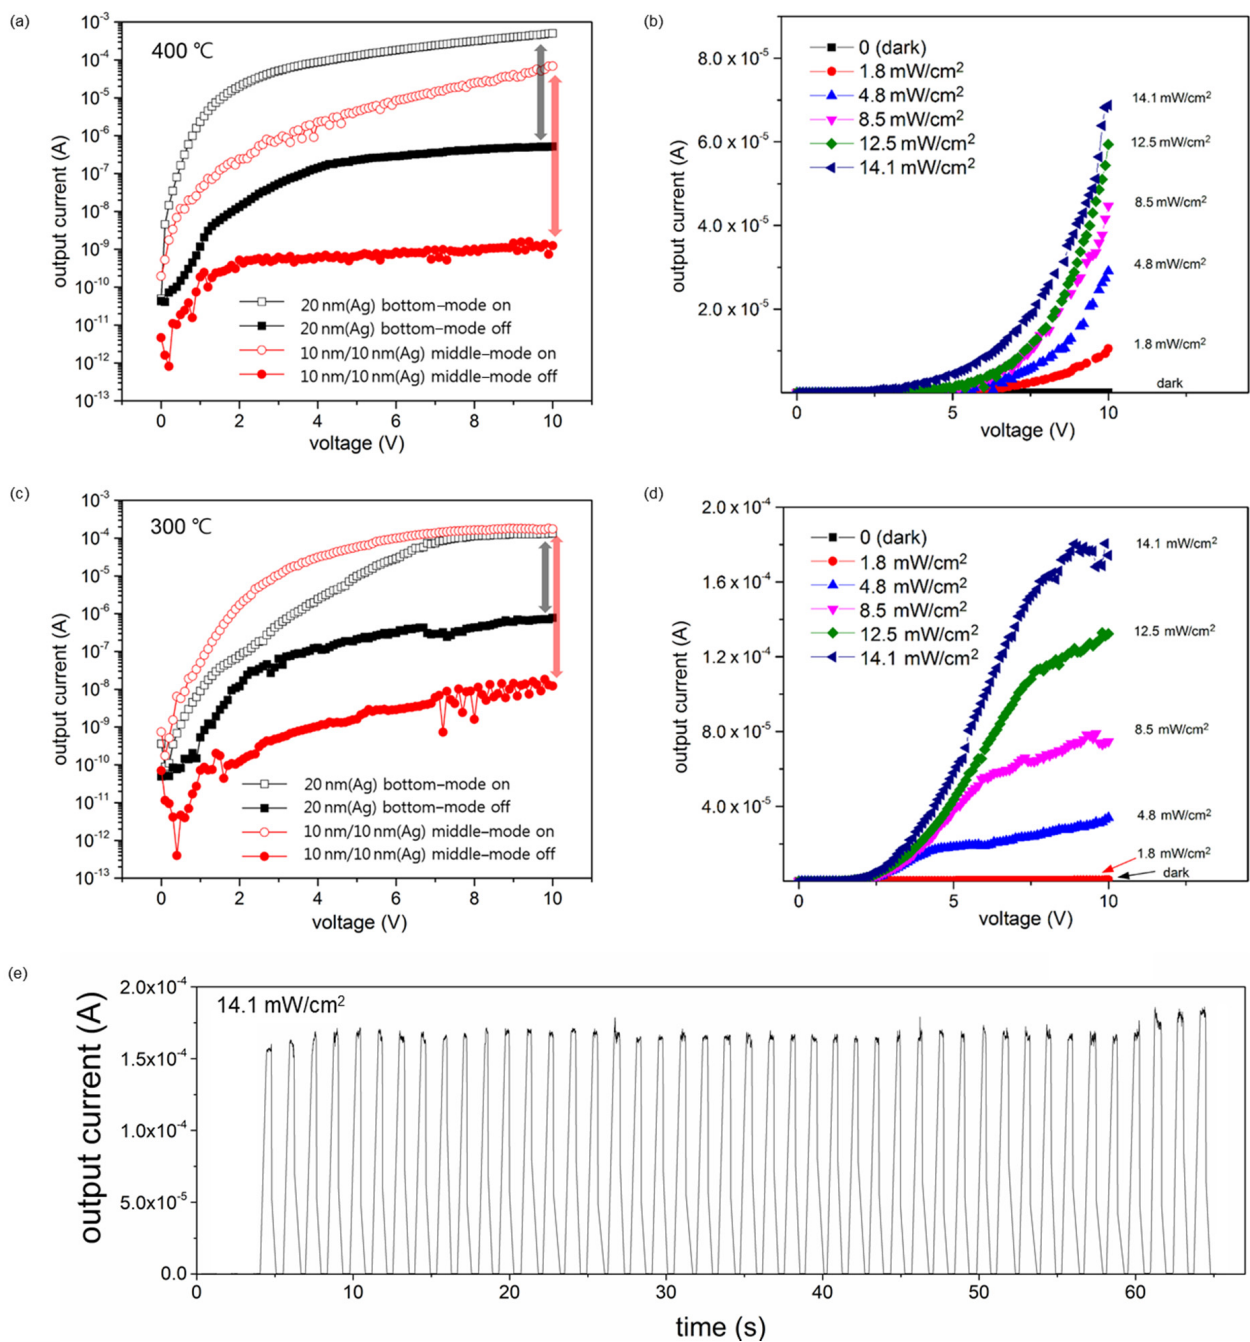 (a)
400 ℃
10⁻³
10⁻⁴
10⁻⁵
10⁻⁶
10⁻⁷
10⁻⁸
10⁻⁹
10⁻¹⁰
10⁻¹¹
10⁻¹²
10⁻¹³
output current (A)
20 nm(Ag) bottom–mode on
20 nm(Ag) bottom–mode off
10 nm/10 nm(Ag) middle–mode on
10 nm/10 nm(Ag) middle–mode off
0 2 4 6 8 10
voltage (V)
(b)
8.0 x 10⁻⁵
6.0 x 10⁻⁵
4.0 x 10⁻⁵
2.0 x 10⁻⁵
output current (A)
0 (dark)
1.8 mW/cm²
4.8 mW/cm²
8.5 mW/cm²
12.5 mW/cm²
14.1 mW/cm²
14.1 mW/cm²
12.5 mW/cm²
8.5 mW/cm²
4.8 mW/cm²
1.8 mW/cm²
dark
0 5 10
voltage (V)
(c)
300 ℃
10⁻³
10⁻⁴
10⁻⁵
10⁻⁶
10⁻⁷
10⁻⁸
10⁻⁹
10⁻¹⁰
10⁻¹¹
10⁻¹²
10⁻¹³
output current (A)
20 nm(Ag) bottom–mode on
20 nm(Ag) bottom–mode off
10 nm/10 nm(Ag) middle–mode on
10 nm/10 nm(Ag) middle–mode off
0 2 4 6 8 10
voltage (V)
(d)
2.0 x 10⁻⁴
1.6 x 10⁻⁴
1.2 x 10⁻⁴
8.0 x 10⁻⁵
4.0 x 10⁻⁵
output current (A)
0 (dark)
1.8 mW/cm²
4.8 mW/cm²
8.5 mW/cm²
12.5 mW/cm²
14.1 mW/cm²
14.1 mW/cm²
12.5 mW/cm²
8.5 mW/cm²
4.8 mW/cm²
1.8 mW/cm²
dark
0 5 10
voltage (V)
(e)
14.1 mW/cm²
2.0x10⁻⁴
1.5x10⁻⁴
1.0x10⁻⁴
5.0x10⁻⁵
0.0
output current (A)
0 10 20 30 40 50 60
time (s)